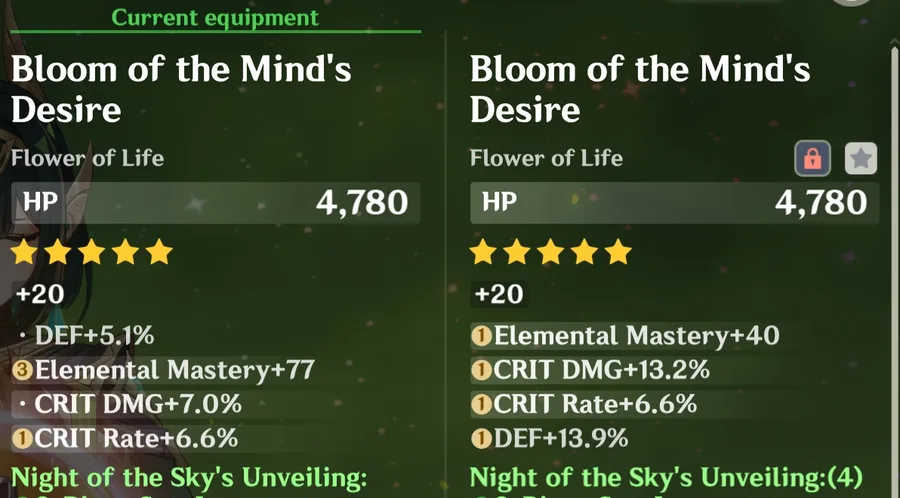 Current equipment
Bloom of the Mind's
Desire
Flower of Life
HP 4,780
+20
· DEF+5.1%
3 Elemental Mastery+77
· CRIT DMG+7.0%
1 CRIT Rate+6.6%
Night of the Sky's Unveiling:
Bloom of the Mind's
Desire
Flower of Life
HP 4,780
+20
1 Elemental Mastery+40
1 CRIT DMG+13.2%
1 CRIT Rate+6.6%
1 DEF+13.9%
Night of the Sky's Unveiling:(4)